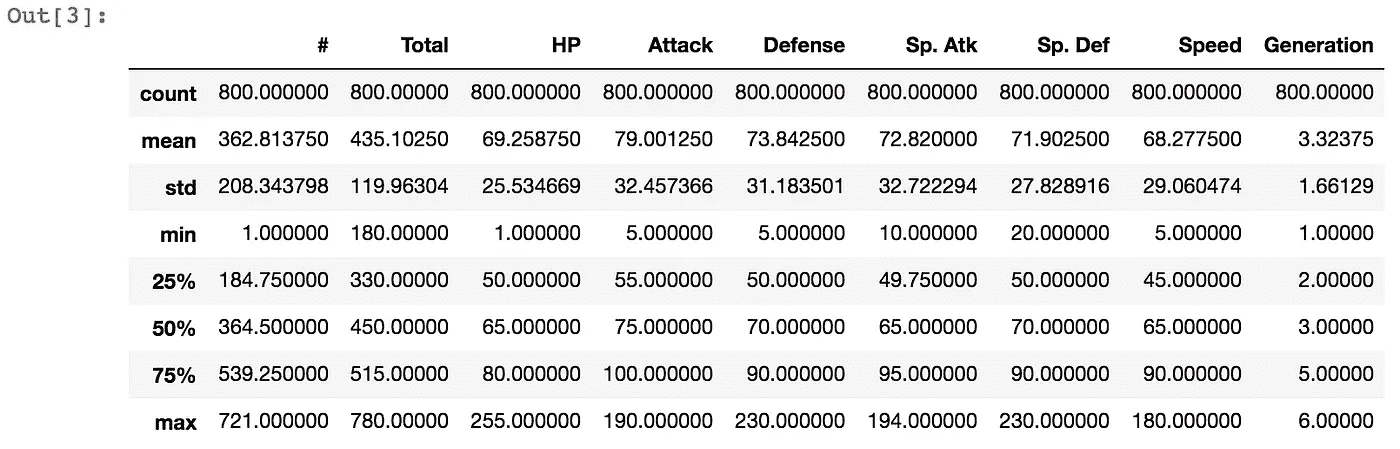 Out[3]:
# Total HP Attack Defense Sp. Atk Sp. Def Speed Generation
count 800.000000 800.00000 800.000000 800.000000 800.000000 800.000000 800.000000 800.000000 800.00000
mean 362.813750 435.10250 69.258750 79.001250 73.842500 72.820000 71.902500 68.277500 3.32375
std 208.343798 119.96304 25.534669 32.457366 31.183501 32.722294 27.828916 29.060474 1.66129
min 1.000000 180.00000 1.000000 5.000000 5.000000 10.000000 20.000000 5.000000 1.00000
25% 184.750000 330.00000 50.000000 55.000000 50.000000 49.750000 50.000000 45.000000 2.00000
50% 364.500000 450.00000 65.000000 75.000000 70.000000 65.000000 70.000000 65.000000 3.00000
75% 539.250000 515.00000 80.000000 100.000000 90.000000 95.000000 90.000000 90.000000 5.00000
max 721.000000 780.00000 255.000000 190.000000 230.000000 194.000000 230.000000 180.000000 6.00000